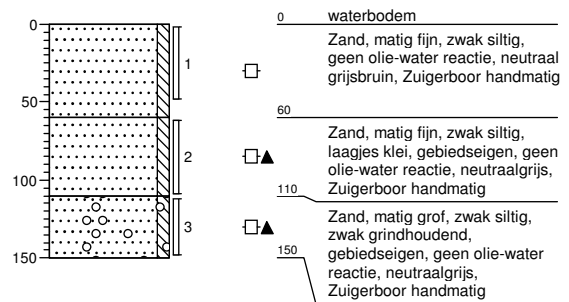 0
50
100
150
1
2
3
0 waterbodem
Zand, matig fijn, zwak siltig,
geen olie-water reactie, neutraal
grijsbruin, Zuigerboor handmatig
60
Zand, matig fijn, zwak siltig,
laagjes klei, gebiedseigen, geen
olie-water reactie, neutraalgrijs,
Zuigerboor handmatig
110
Zand, matig grof, zwak siltig,
zwak grindhoudend,
gebiedseigen, geen olie-water
reactie, neutraalgrijs,
Zuigerboor handmatig
150